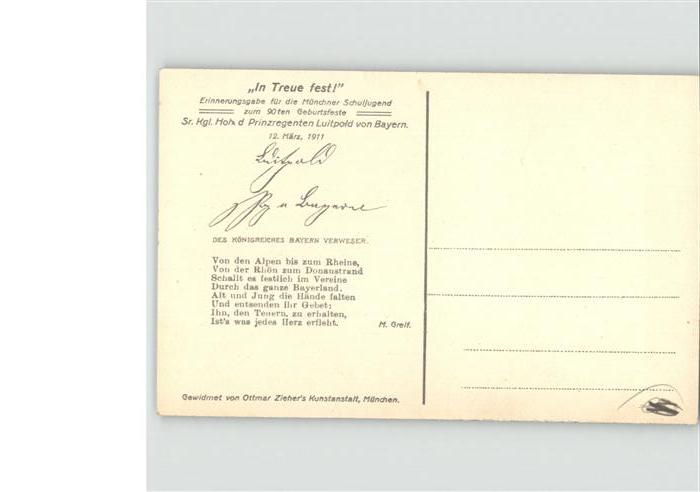 „In Treue fest!"
Erinnerungsgabe für die Münchner Schuljugend
zum 90ten Geburtsfeste
Sr. Kgl. Hoh. d Prinzregenten Luitpold von Bayern.
12. März, 1911
Luitpold
Bayern
DES KÖNIGREICHES BAYERN VERWESER.
Von den Alpen bis zum Rheine,
Von der Rhön zum Donaustrand
Schallt es festlich im Vereine
Durch das ganze Bayerland.
Alt und Jung die Hände falten
Und entsenden ihr Gebet:
Ihn, den Teuern, zu erhalten,
Ist's was jedes Herz erfleht.
M. Greif.
Gewidmet von Ottmar Zieher's Kunstanstalt, München.